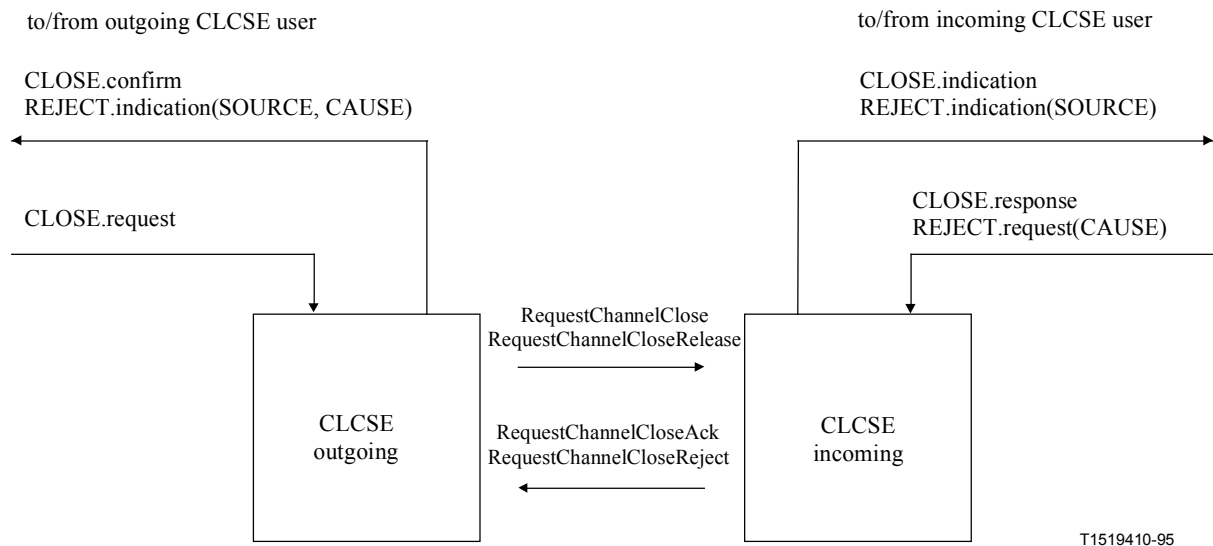 to/from outgoing CLCSE user
to/from incoming CLCSE user
CLOSE.confirm
REJECT.indication(SOURCE, CAUSE)
CLOSE.indication
REJECT.indication(SOURCE)
CLOSE.request
CLOSE.response
REJECT.request(CAUSE)
RequestChannelClose
RequestChannelCloseRelease
CLCSE
outgoing
RequestChannelCloseAck
RequestChannelCloseReject
CLCSE
incoming
T1519410-95